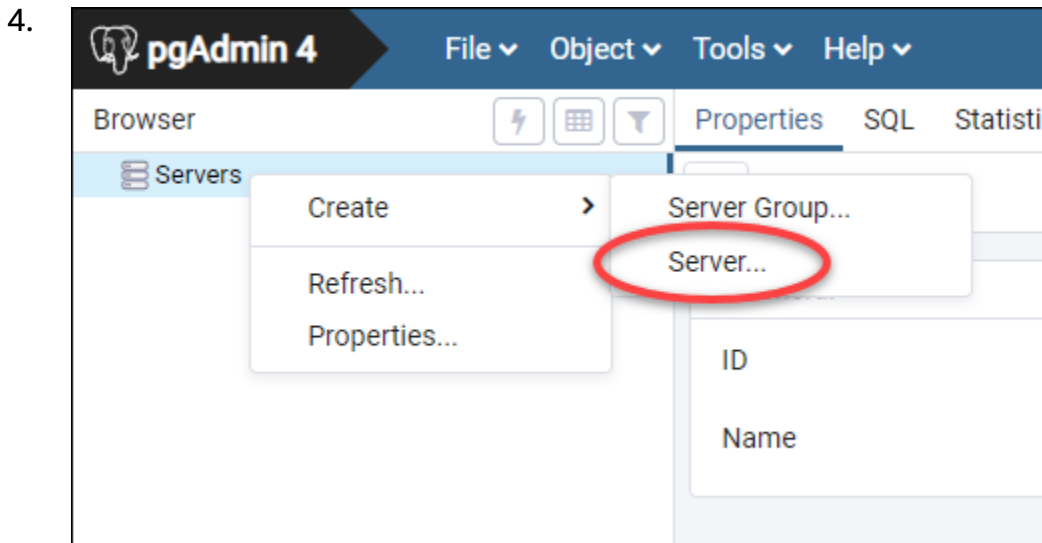 4.
pgAdmin 4 File Object Tools Help
Browser Properties SQL Statisti
Servers
Create Server Group...
Server...
Refresh...
Properties...
ID
Name